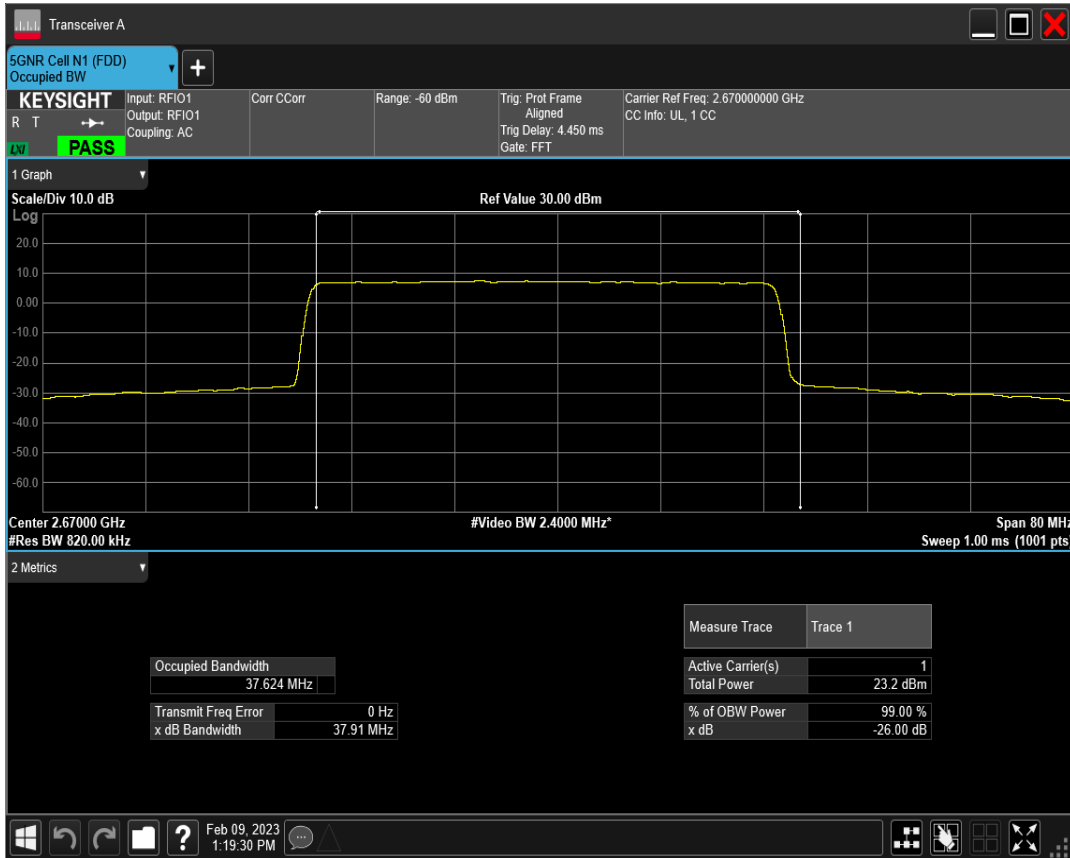 Transceiver A
5GNR Cell N1 (FDD)
Occupied BW
+
KEYSIGHT
R T
LXI
PASS
Input: RFIO1
Output: RFIO1
Coupling: AC
Corr CCorr
Range: -60 dBm
Trig: Prot Frame
Aligned
Trig Delay: 4.450 ms
Gate: FFT
Carrier Ref Freq: 2.670000000 GHz
CC Info: UL, 1 CC
1 Graph
Scale/Div 10.0 dB
Ref Value 30.00 dBm
Log
20.0
10.0
0.00
-10.0
-20.0
-30.0
-40.0
-50.0
-60.0
Center 2.67000 GHz
#Video BW 2.4000 MHz*
Span 80 MHz
#Res BW 820.00 kHz
Sweep 1.00 ms (1001 pts)
2 Metrics
Measure Trace Trace 1
Occupied Bandwidth
37.624 MHz
Active Carrier(s) 1
Total Power 23.2 dBm
Transmit Freq Error 0 Hz
x dB Bandwidth 37.91 MHz
% of OBW Power 99.00 %
x dB -26.00 dB
?
Feb 09, 2023
1:19:30 PM